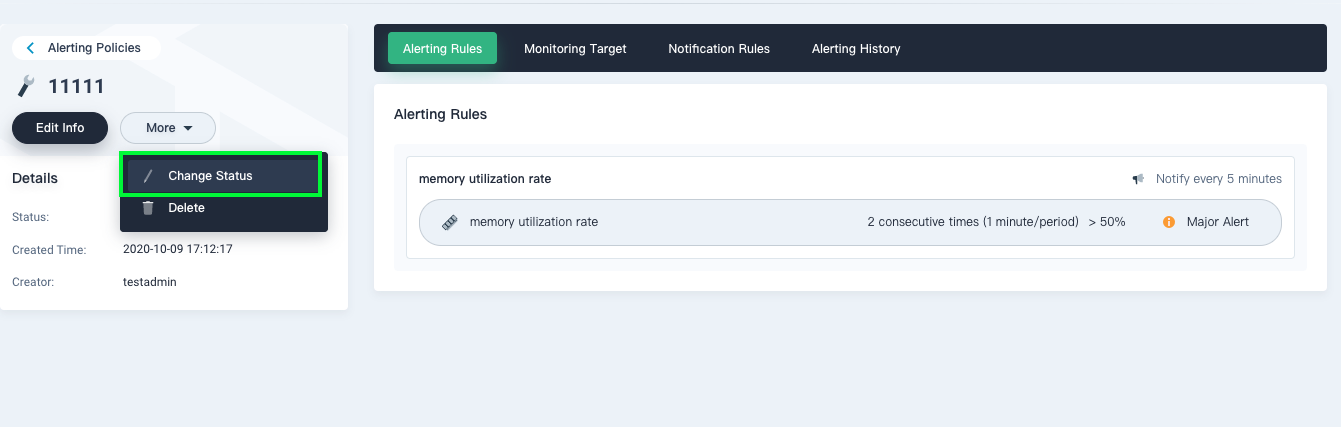 Alerting Policies
11111
Edit Info
More
Change Status
Delete
Details
Status:
Created Time: 2020-10-09 17:12:17
Creator: testadmin
Alerting Rules Monitoring Target Notification Rules Alerting History
Alerting Rules
memory utilization rate Notify every 5 minutes
memory utilization rate 2 consecutive times (1 minute/period) > 50% Major Alert